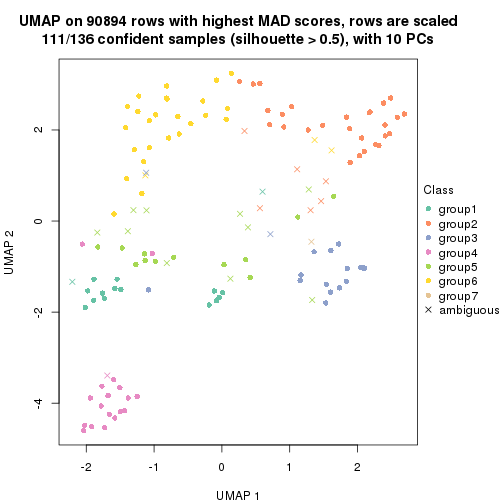 UMAP on 90894 rows with highest MAD scores, rows are scaled
111/136 confident samples (silhouette > 0.5), with 10 PCs
2
0
-2
-4
UMAP 2
-2
-1
0
1
2
UMAP 1
Class
group1
group2
group3
group4
group5
group6
group7
ambiguous